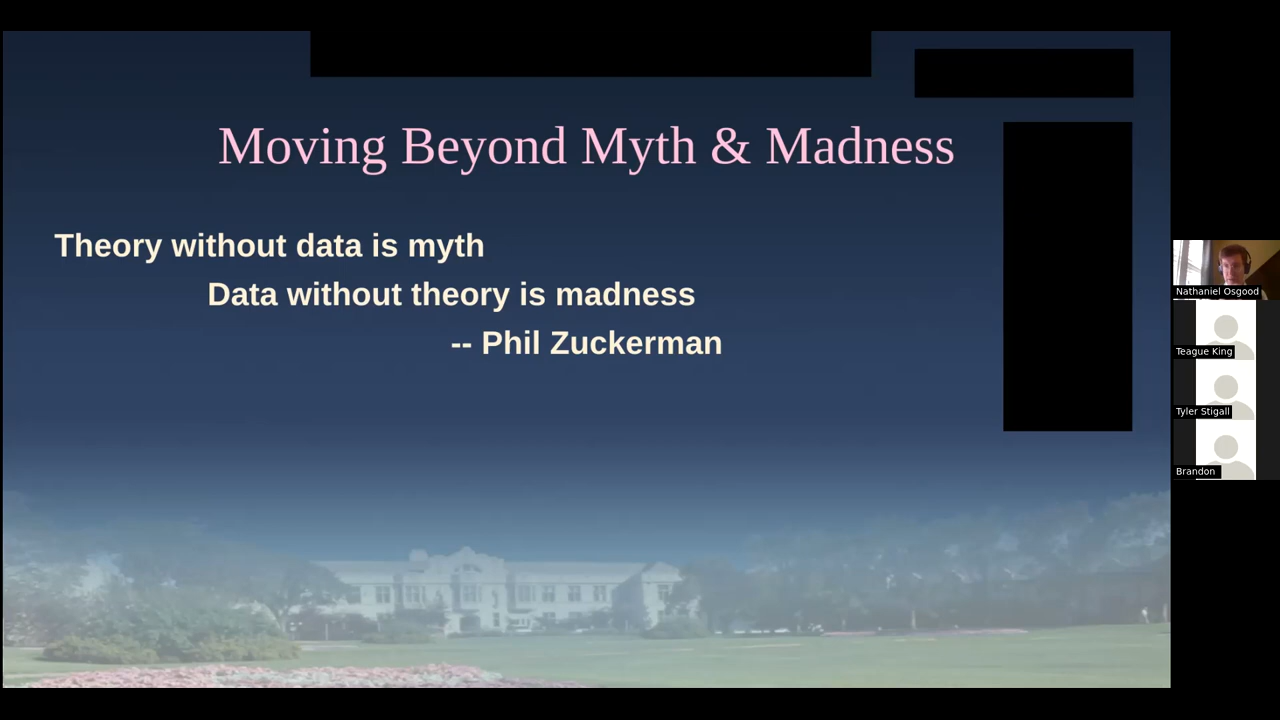 Moving Beyond Myth & Madness
Theory without data is myth
Data without theory is madness
-- Phil Zuckerman
Nathaniel Osgood
Teague King
Tyler Stigall
Brandon